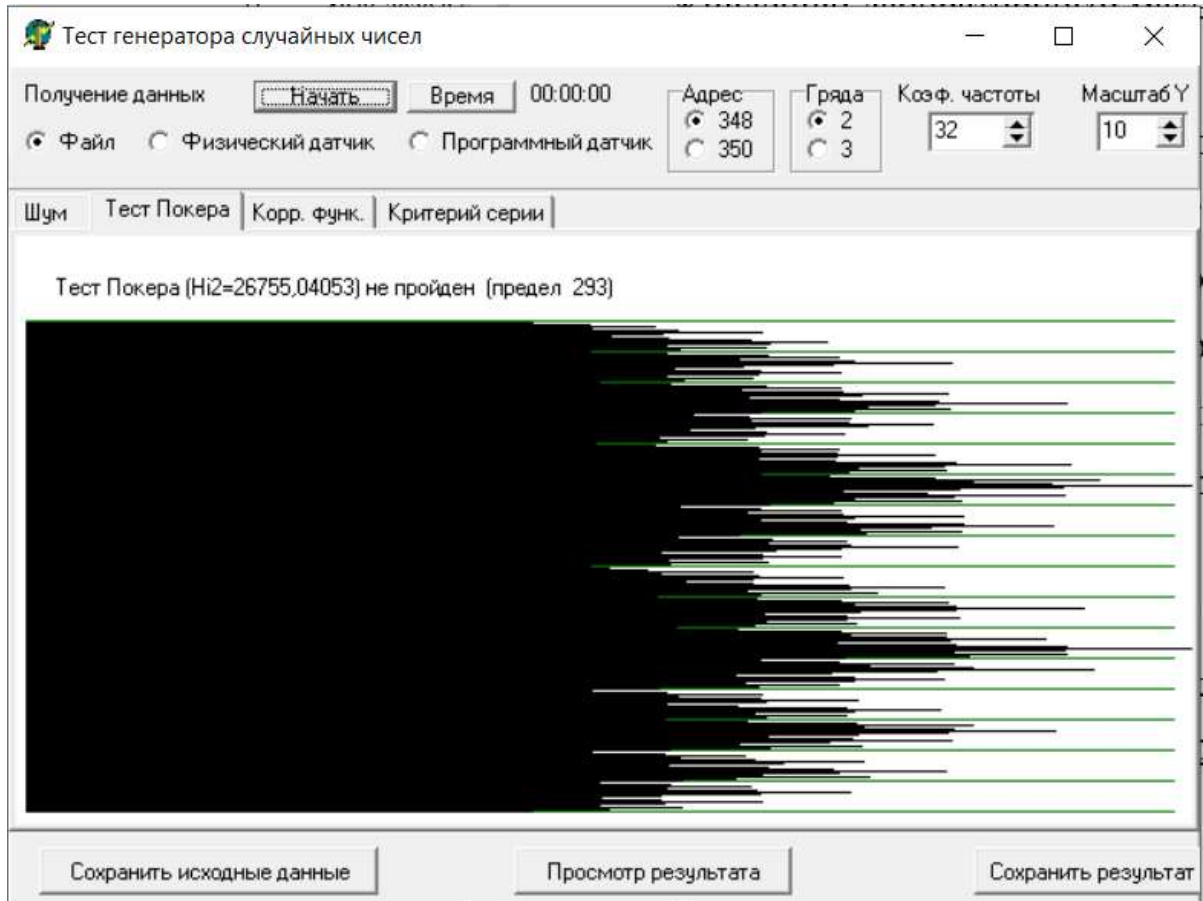 Тест генератора случайных чисел
Получение данных Начать Время 00:00:00 Адрес Гряда Коэф. частоты Масштаб Y
348 2 32 10
Файл Физический датчик Программный датчик 350 3
Шум Тест Покера Корр. функ. Критерий серии
Тест Покера (Hi2=26755,04053) не пройден (предел 293)
Сохранить исходные данные Просмотр результата Сохранить результат